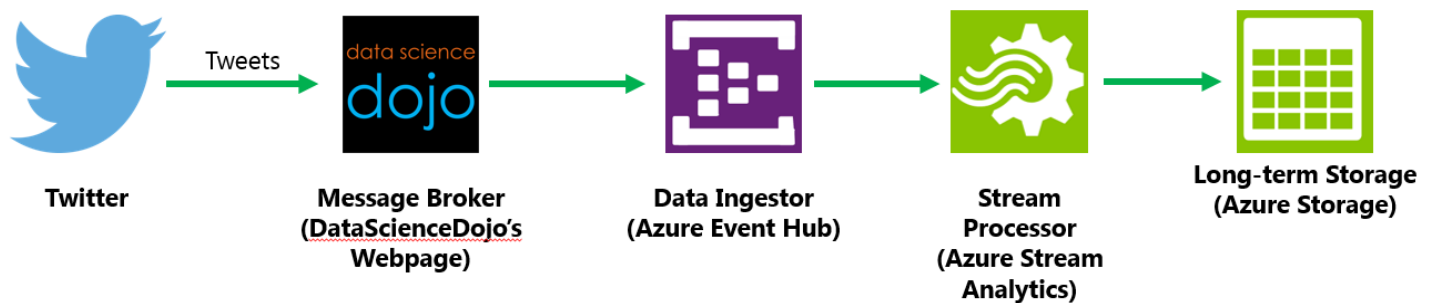 Tweets
data science
dojo
Twitter
Message Broker
(DataScienceDojo's
Webpage)
Data Ingestor
(Azure Event Hub)
Stream
Processor
(Azure Stream
Analytics)
Long-term Storage
(Azure Storage)